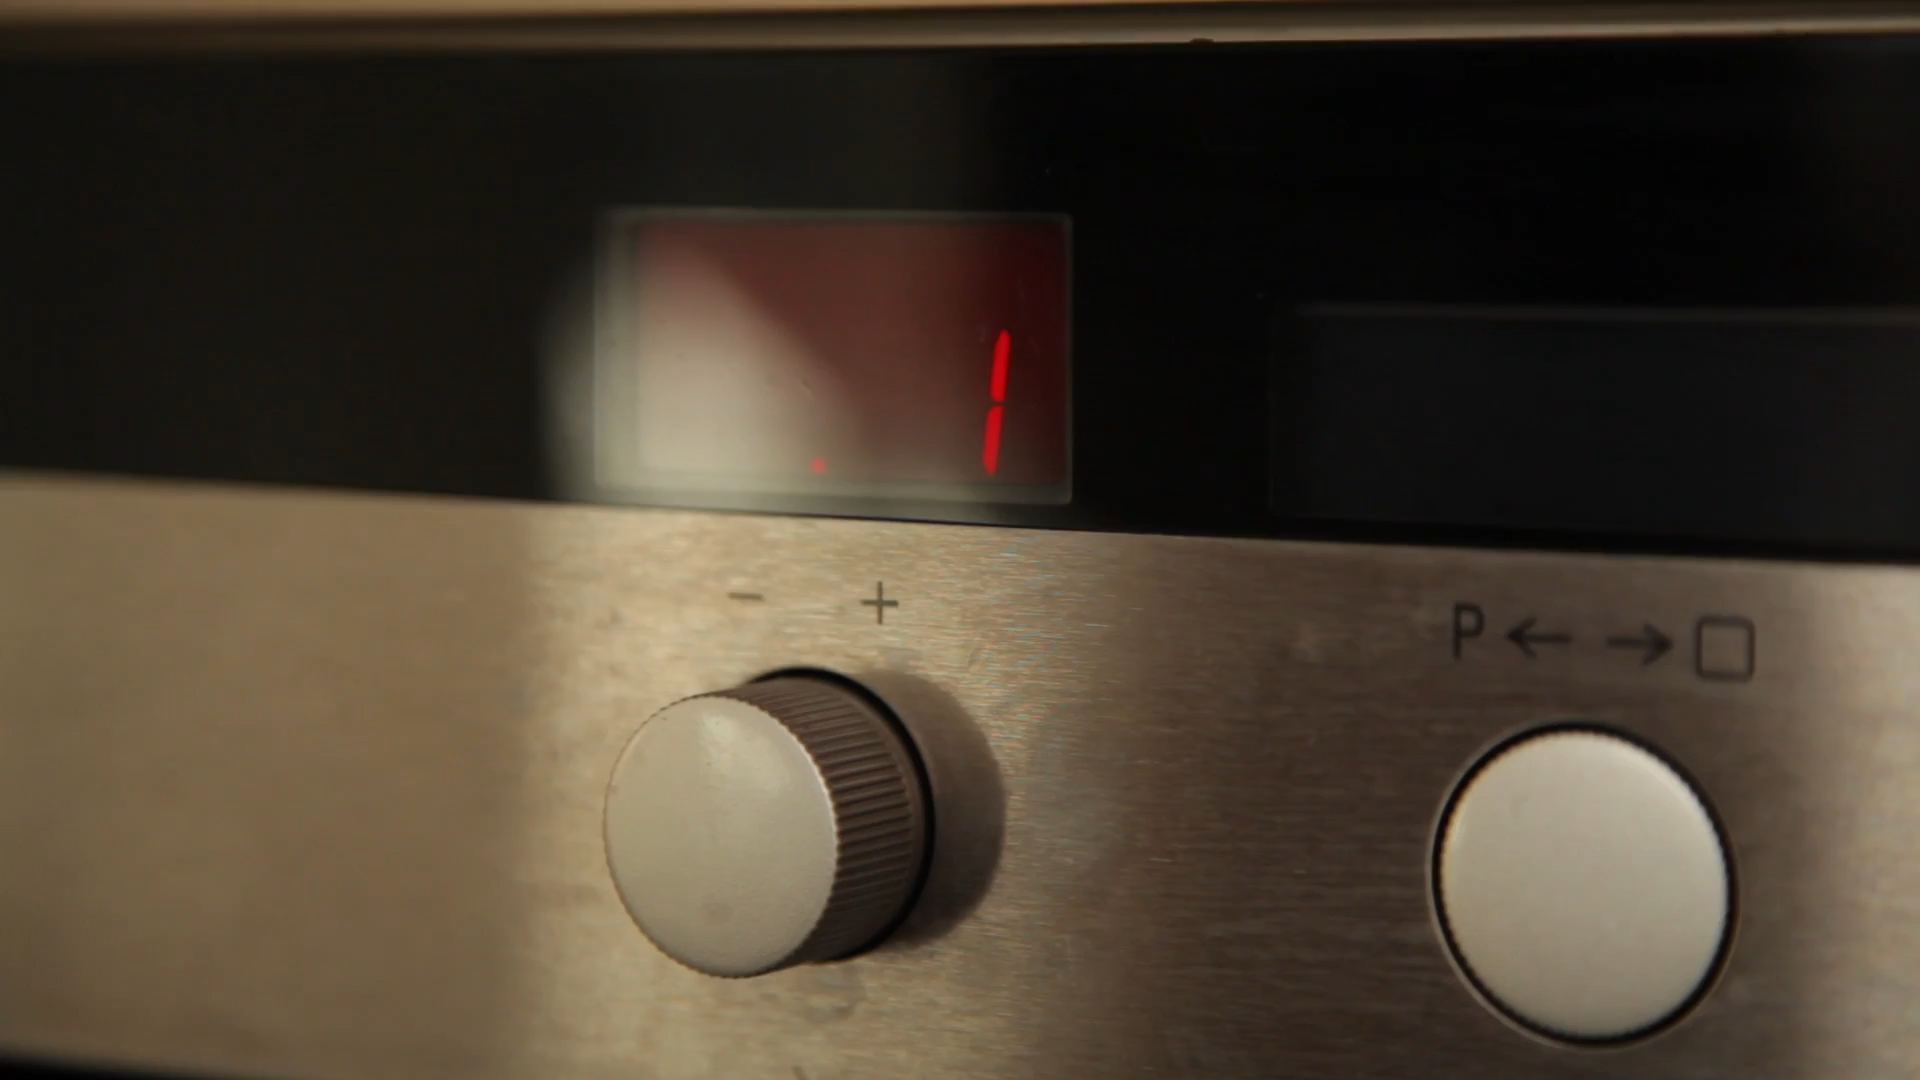 . 1
- +
P ← → □